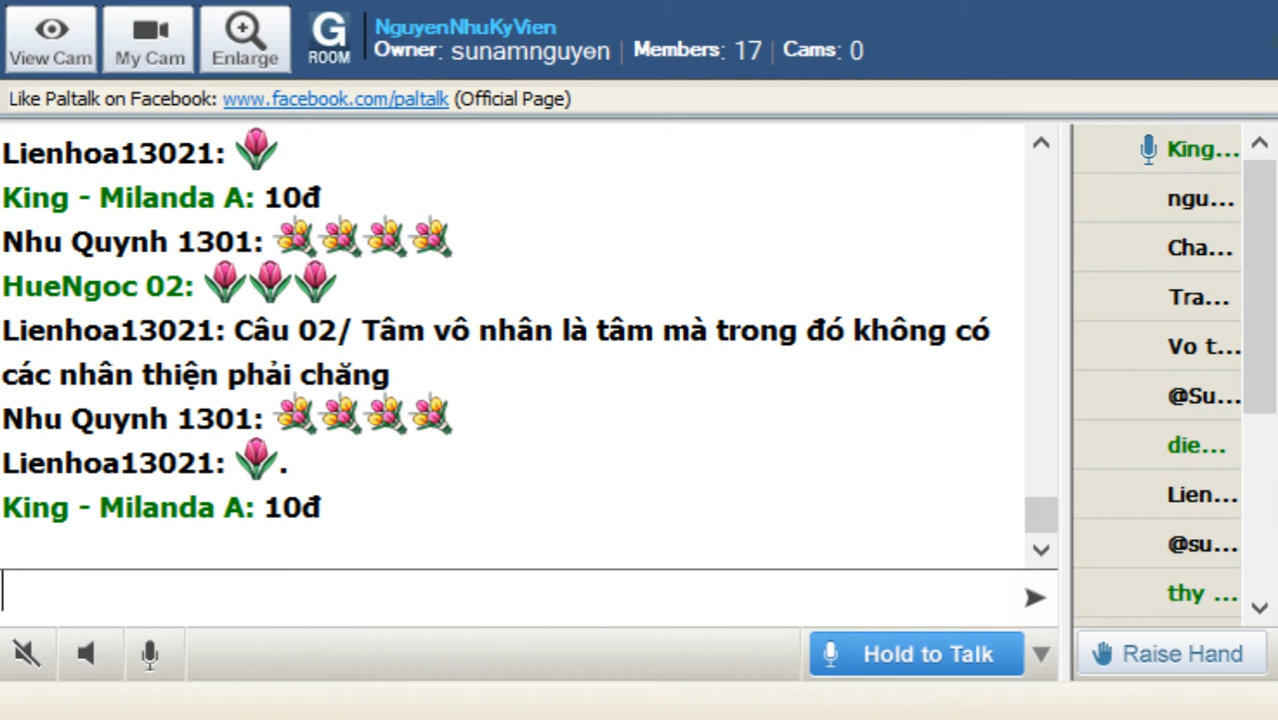 View Cam
My Cam
Enlarge
G
ROOM
NguyenNhuKyVien
Owner: sunamnguyen | Members: 17 | Cams: 0
Like Paltalk on Facebook: www.facebook.com/paltalk (Official Page)
Lienhoa13021:
King - Milanda A: 10đ
Nhu Quynh 1301:
HueNgoc 02:
Lienhoa13021: Câu 02/ Tâm vô nhân là tâm mà trong đó không có
các nhân thiện phải chăng
Nhu Quynh 1301:
Lienhoa13021: .
King - Milanda A: 10đ
King...
ngu...
Cha...
Tra...
Vo t...
@Su...
die...
Lien...
@su...
thy ...
Hold to Talk
Raise Hand